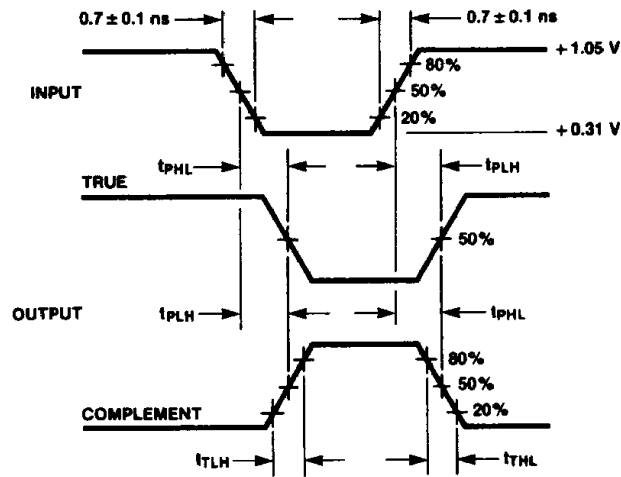 0.7 ± 0.1 ns
0.7 ± 0.1 ns
+ 1.05 V
80%
INPUT
50%
20%
+ 0.31 V
tPHL
tPLH
TRUE
50%
OUTPUT
tPLH
tPHL
80%
50%
COMPLEMENT
20%
tTLH
tTHL